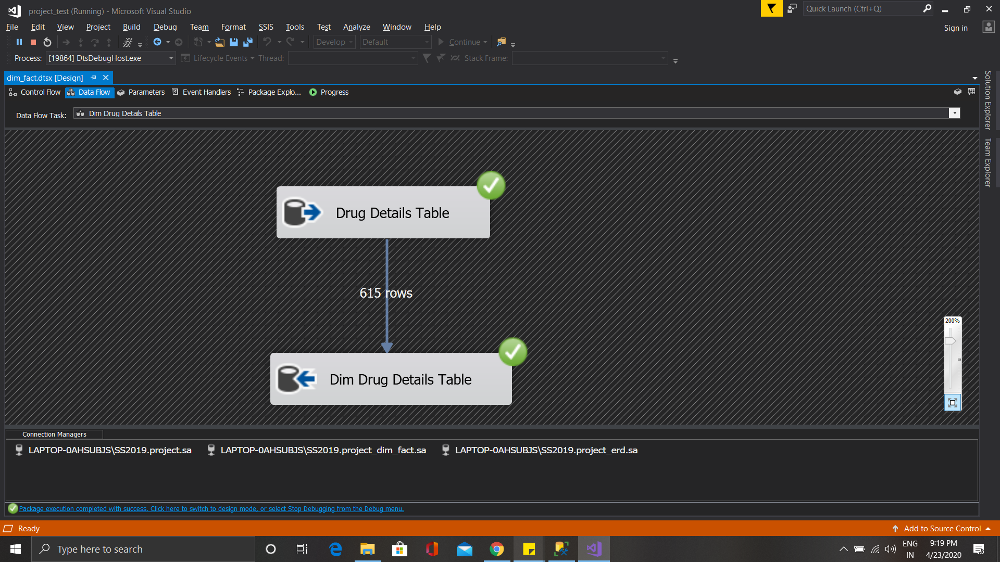 project_test (Running) - Microsoft Visual Studio
Quick Launch (Ctrl+Q)
File Edit View Project Build Debug Team Format SSIS Tools Test Analyze Window Help
Sign in
Develop Default Continue
Process: [19864] DtsDebugHost.exe Lifecycle Events Thread: Stack Frame:
dim_fact.dtsx [Design]
Control Flow Data Flow Parameters Event Handlers Package Explo... Progress
Data Flow Task: Dim Drug Details Table
Solution Explorer
Team Explorer
Drug Details Table
615 rows
200%
Dim Drug Details Table
Connection Managers
LAPTOP-0AHSUBJS\SS2019.project.sa LAPTOP-0AHSUBJS\SS2019.project_dim_fact.sa LAPTOP-0AHSUBJS\SS2019.project_erd.sa
Package execution completed with success. Click here to switch to design mode, or select Stop Debugging from the Debug menu.
Ready
Add to Source Control
Type here to search
ENG
IN
9:19 PM
4/23/2020